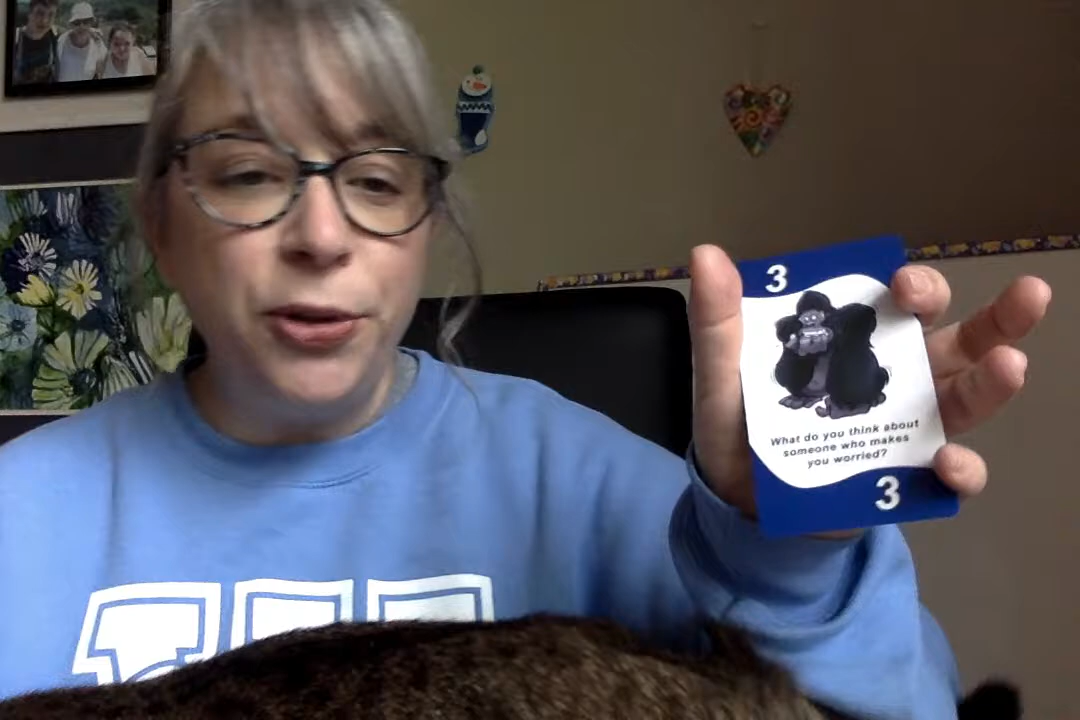 3
What do you think about
someone who makes
you worried?
3